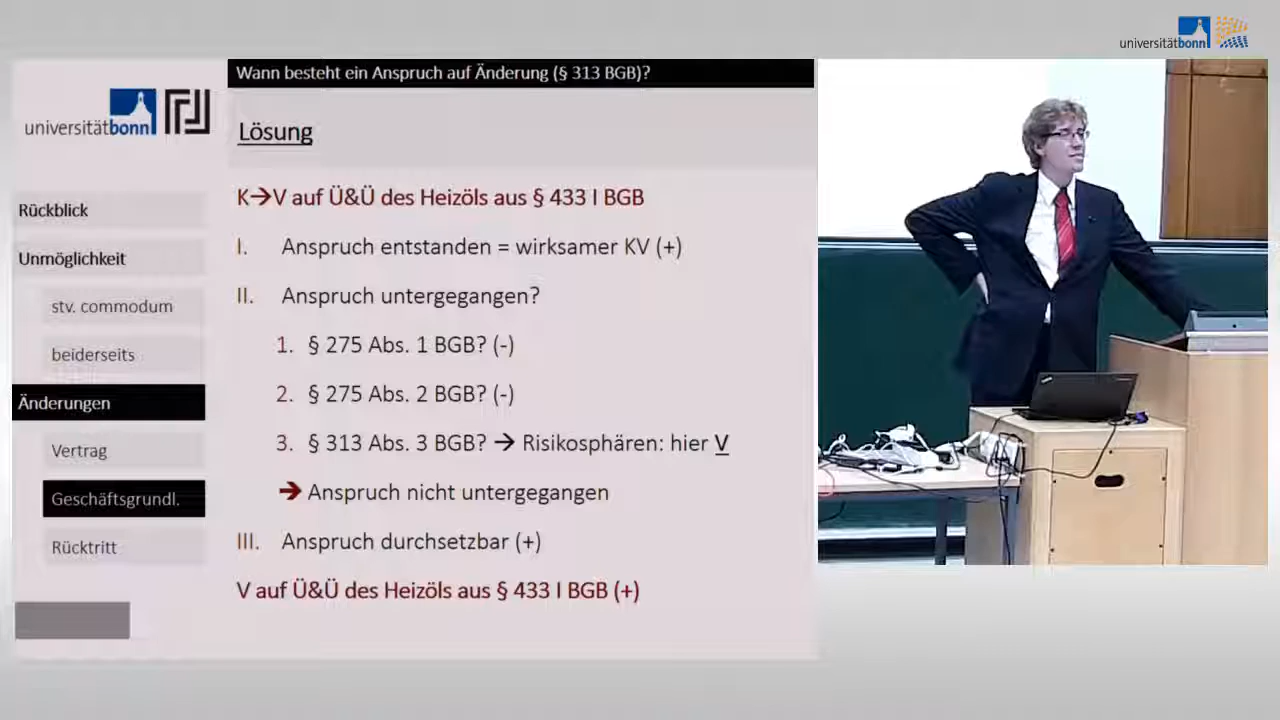 universitätbonn
Wann besteht ein Anspruch auf Änderung (§ 313 BGB)?
universitätbonn
Lösung
Rückblick
Unmöglichkeit
stv. commodum
beiderseits
Änderungen
Vertrag
Geschäftsgrundl.
Rücktritt
K→V auf Ü&Ü des Heizöls aus § 433 I BGB
I. Anspruch entstanden = wirksamer KV (+)
II. Anspruch untergegangen?
1. § 275 Abs. 1 BGB? (-)
2. § 275 Abs. 2 BGB? (-)
3. § 313 Abs. 3 BGB? → Risikosphären: hier V
➔ Anspruch nicht untergegangen
III. Anspruch durchsetzbar (+)
V auf Ü&Ü des Heizöls aus § 433 I BGB (+)